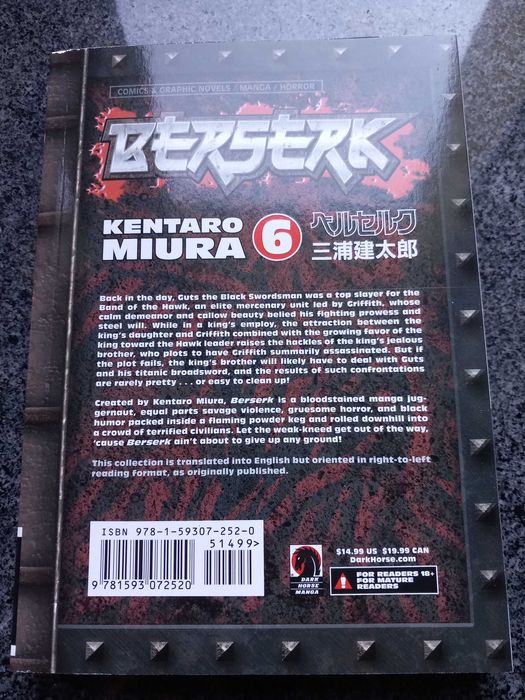 COMICS & GRAPHIC NOVELS / MANGA / HORROR
BERSERK
KENTARO
MIURA
6
ベルセルク
三浦建太郎
Back in the day, Guts the Black Swordsman was a top slayer for the
Band of the Hawk, an elite mercenary unit led by Griffith, whose
calm demeanor and callow beauty belied his fighting prowess and
steel will. While in a king's employ, the attraction between the
king's daughter and Griffith combined with the growing favor of the
king toward the Hawk leader raises the hackles of the king's jealous
brother, who plots to have Griffith summarily assassinated. But if
the plot fails, the king's brother will likely have to deal with Guts
and his titanic broadsword, and the results of such confrontations
are rarely pretty . . . or easy to clean up!
Created by Kentaro Miura, Berserk is a bloodstained manga jug-
gernaut, equal parts savage violence, gruesome horror, and black
humor packed inside a flaming powder keg and rolled downhill into
a crowd of terrified civilians. Let the weak-kneed get out of the way,
'cause Berserk ain't about to give up any ground!
This collection is translated into English but oriented in right-to-left
reading format, as originally published.
ISBN 978-1-59307-252-0
51499>
9 781593 072520
DARK
HORSE
MANGA
$14.99 US $19.99 CAN
DarkHorse.com
FOR READERS 18+
FOR MATURE
READERS